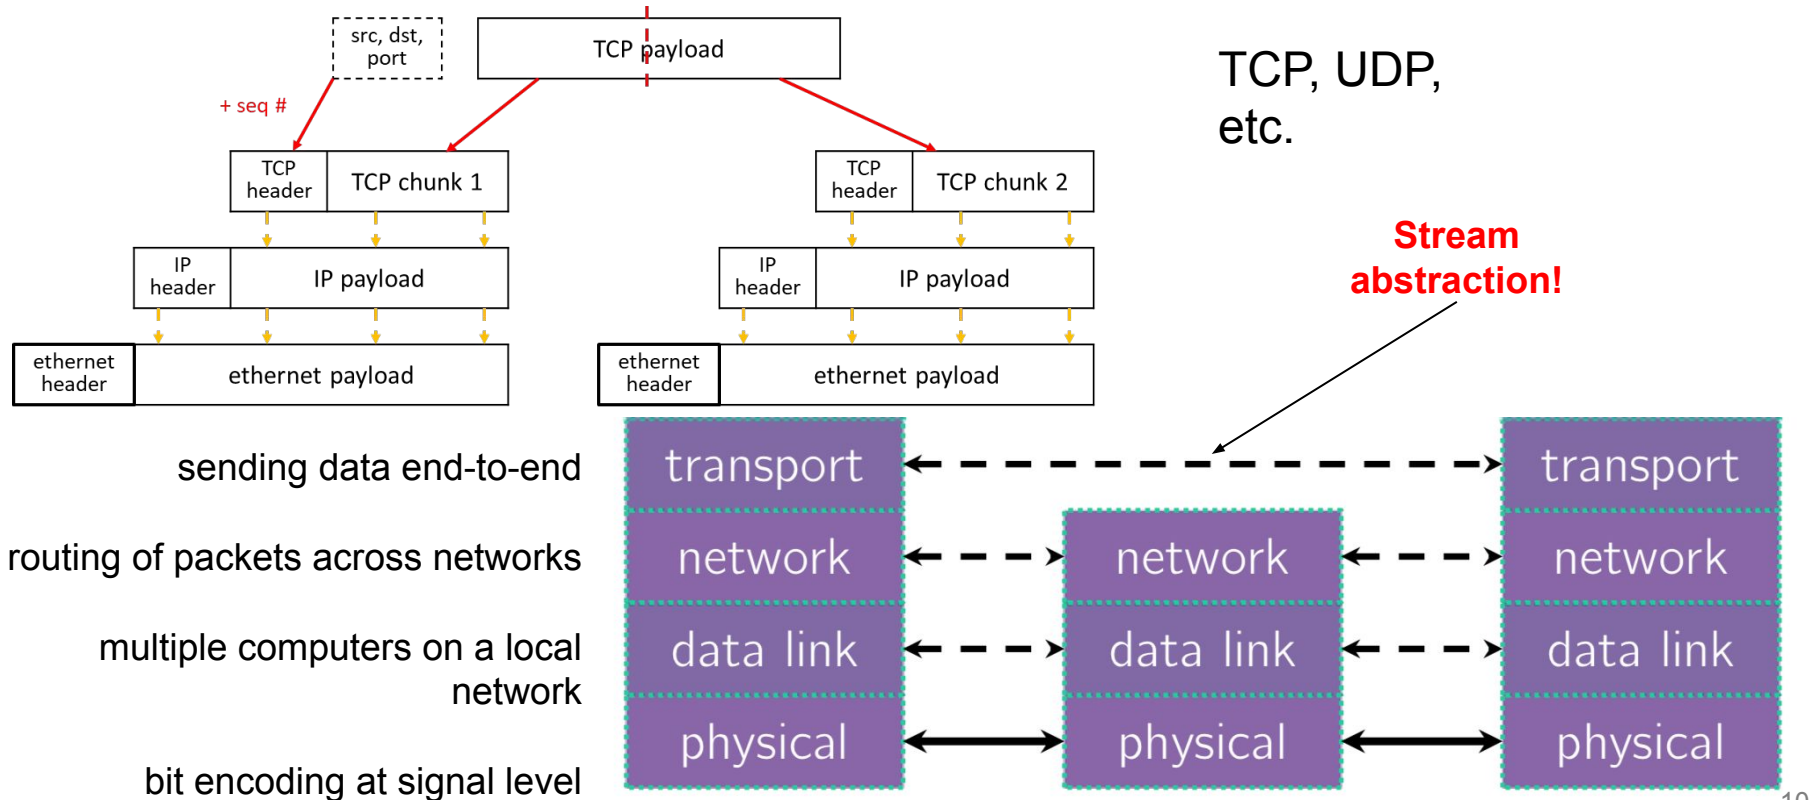 src, dst,
port
TCP payload
TCP, UDP,
etc.
+ seq #
TCP
header
TCP chunk 1
TCP
header
TCP chunk 2
Stream
abstraction!
IP
header
IP payload
IP
header
IP payload
ethernet
header
ethernet payload
ethernet
header
ethernet payload
sending data end-to-end
transport
transport
routing of packets across networks
network
network
network
multiple computers on a local
network
data link
data link
data link
bit encoding at signal level
physical
physical
physical